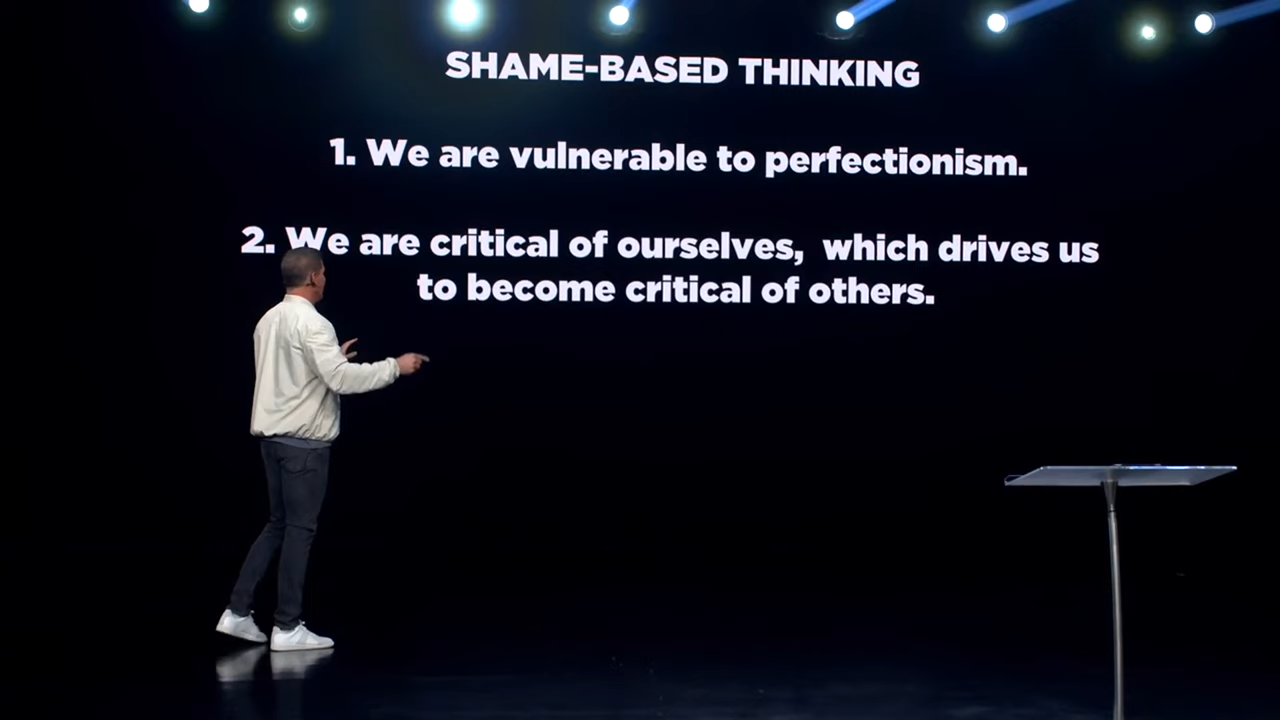 SHAME-BASED THINKING
1. We are vulnerable to perfectionism.
2. We are critical of ourselves, which drives us
to become critical of others.